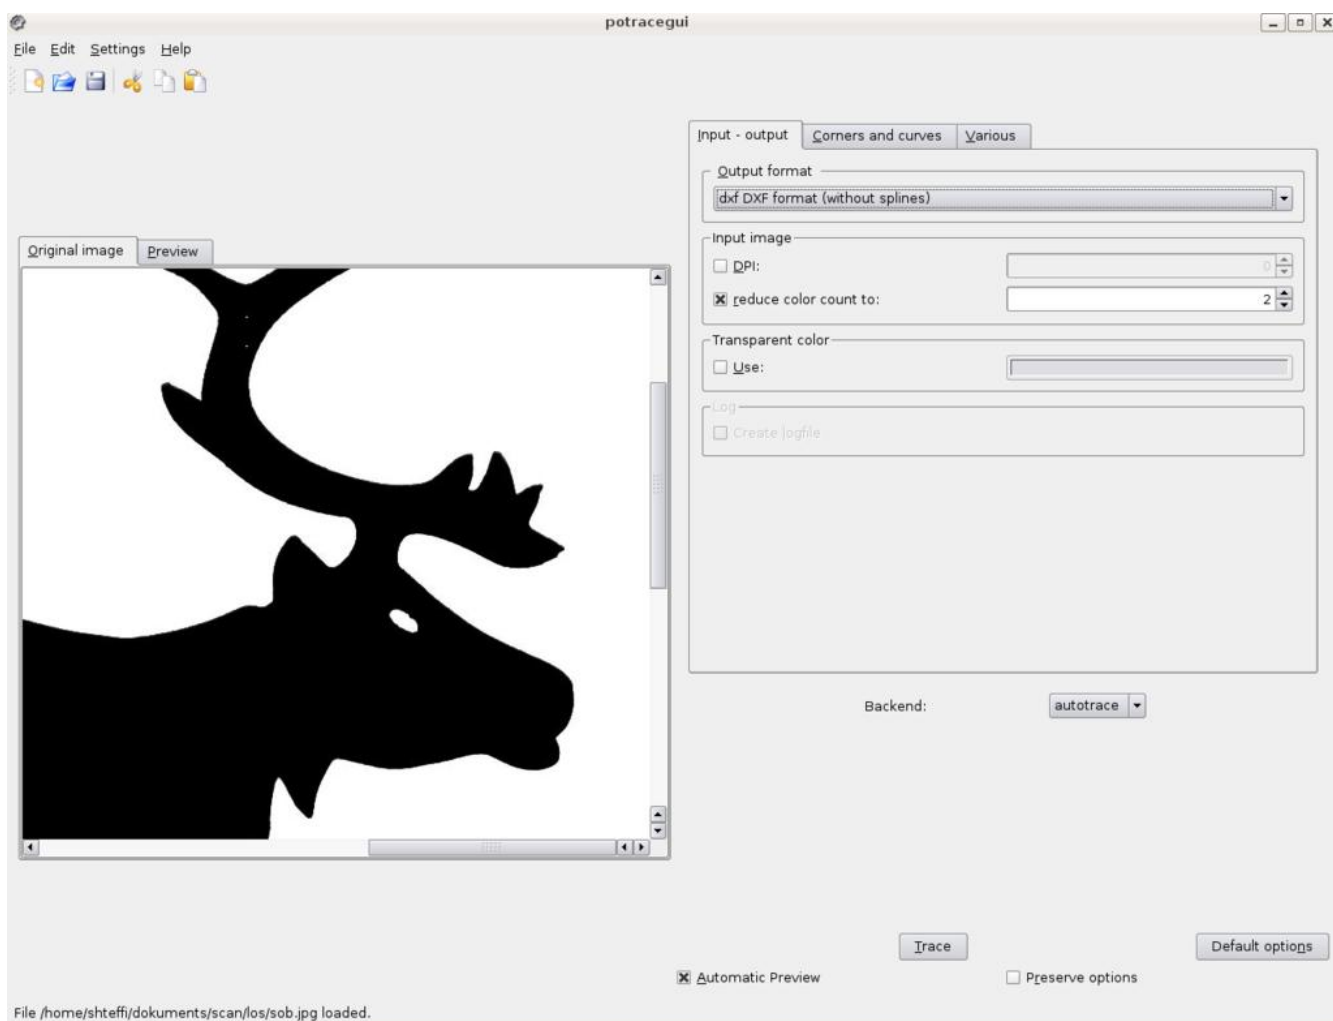 potracegui
File Edit Settings Help
Input - output Corners and curves Various
Output format
dxf DXF format (without splines)
Original image Preview
Input image
DPI: 0
reduce color count to: 2
Transparent color
Use:
Log
Create logfile
Backend: autotrace
Trace Default options
Automatic Preview Preserve options
File /home/shteffi/dokuments/scan/los/sob.jpg loaded.